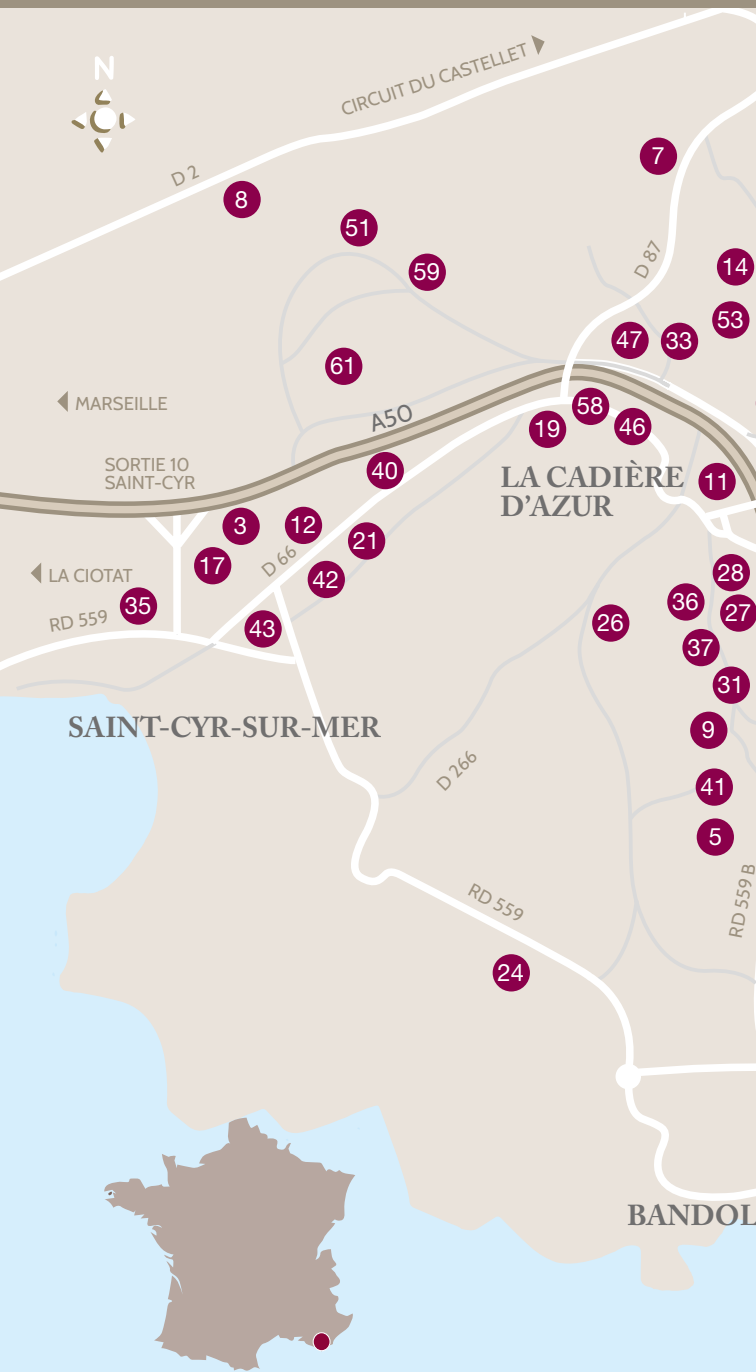 N
CIRCUIT DU CASTELLET
7
D 2
8
51
D 87
14
59
53
47
33
61
MARSEILLE
A50
58
19
46
SORTIE 10
SAINT-CYR
40
LA CADIÈRE
D'AZUR
11
3
12
21
D 66
17
LA CIOTAT
42
28
35
36
27
RD 559
43
26
37
31
SAINT-CYR-SUR-MER
9
D 266
41
5
RD 559 B
RD 559
24
BANDOL